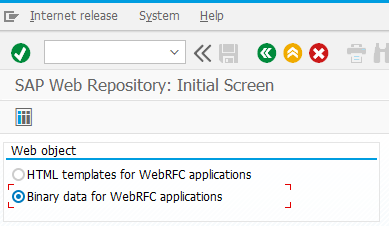 Internet release System Help
SAP Web Repository: Initial Screen
Web object
HTML templates for WebRFC applications
Binary data for WebRFC applications